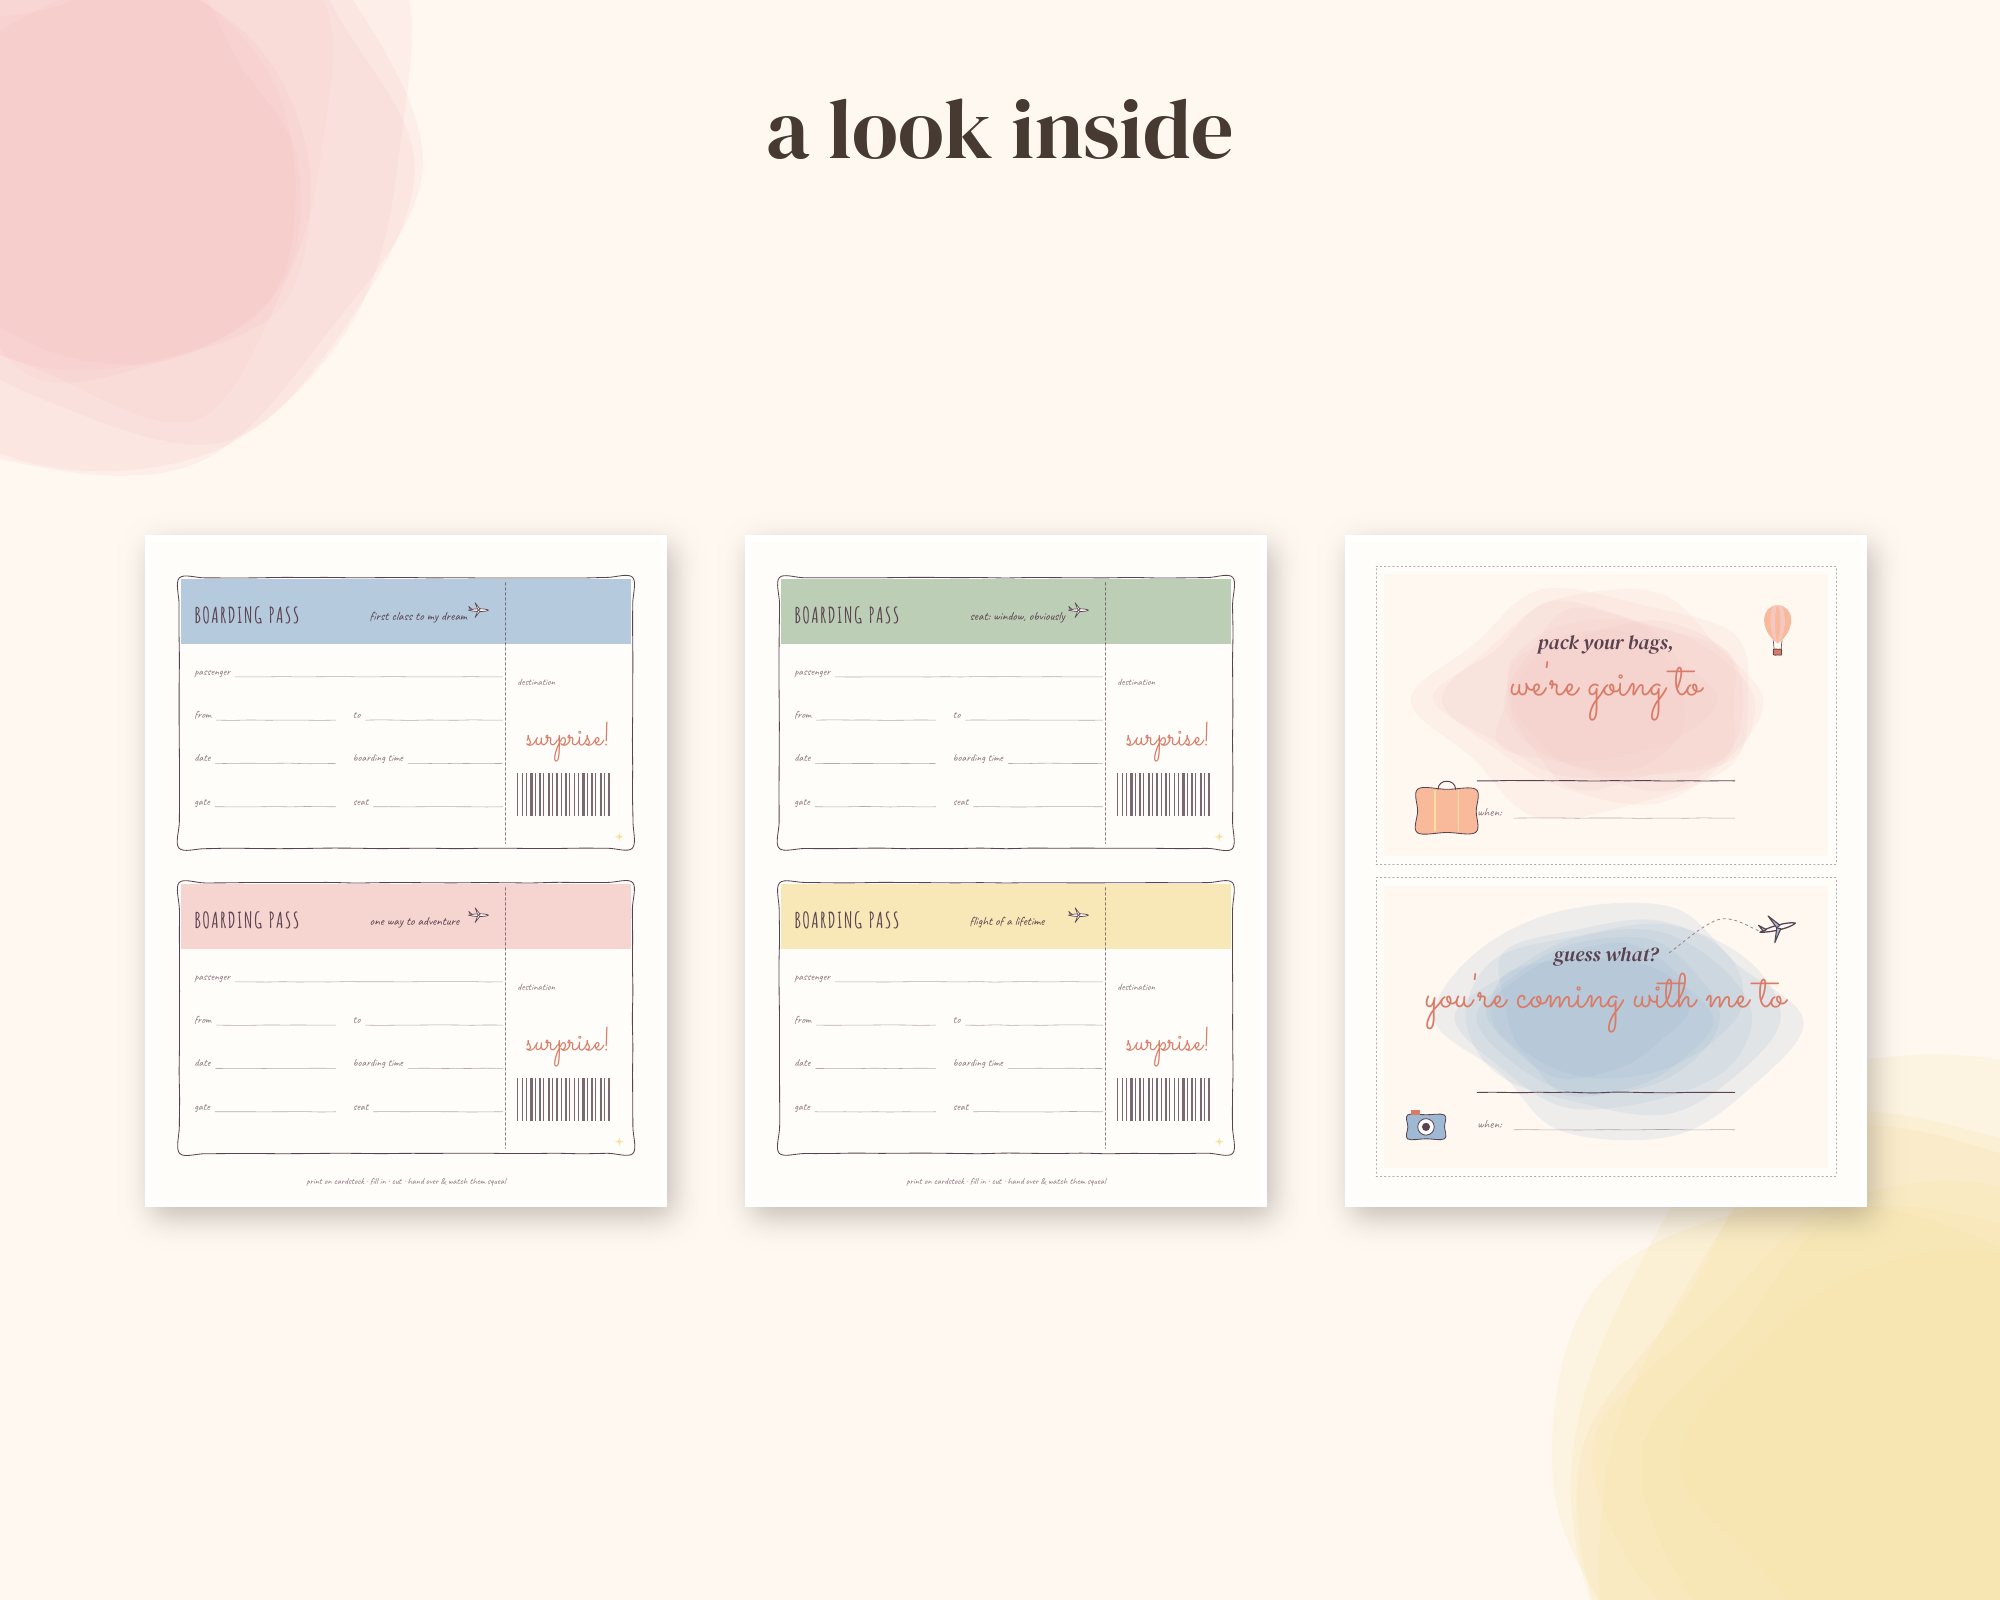 a look inside
BOARDING PASS first class to my dream
passenger
destination
from to
surprise!
date boarding time
gate seat
BOARDING PASS one way to adventure
passenger
destination
from to
surprise!
date boarding time
gate seat
print on cardstock · fill in · cut · hand over & watch them squeal
BOARDING PASS seat: window, obviously
passenger
destination
from to
surprise!
date boarding time
gate seat
BOARDING PASS flight of a lifetime
passenger
destination
from to
surprise!
date boarding time
gate seat
print on cardstock · fill in · cut · hand over & watch them squeal
pack your bags,
we're going to
when:
guess what?
you're coming with me to
when: